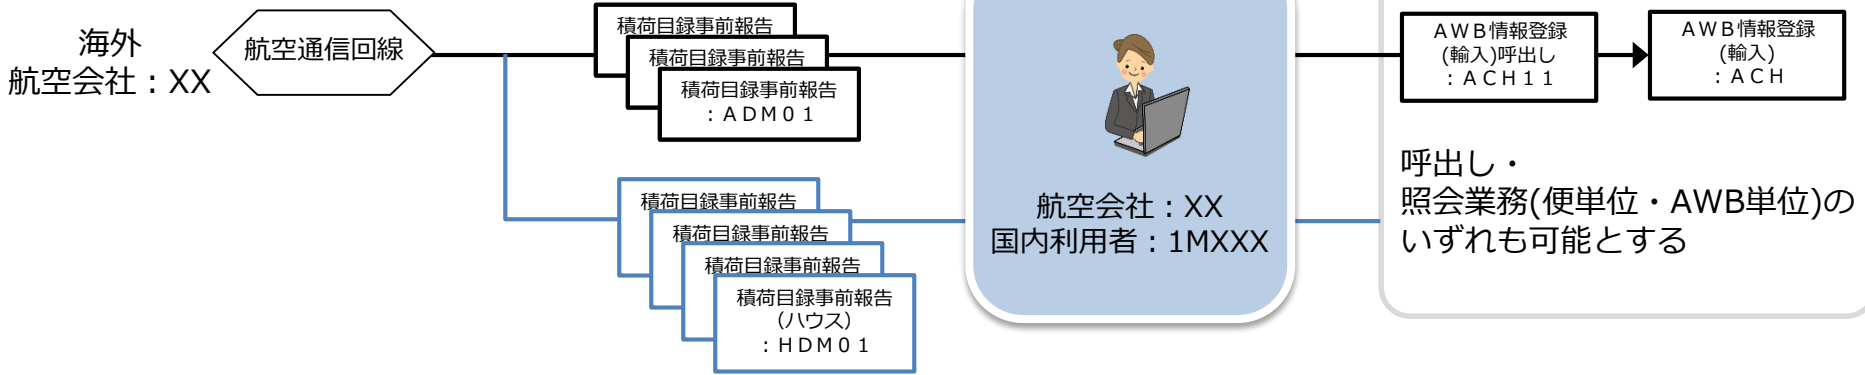 海外
航空会社：XX
航空通信回線
積荷目録事前報告
積荷目録事前報告
積荷目録事前報告
：ＡＤＭ０１
積荷目録事前報告
積荷目録事前報告
積荷目録事前報告
積荷目録事前報告
（ハウス）
：ＨＤＭ０１
航空会社：XX
国内利用者：1MXXX
ＡＷＢ情報登録
(輸入)呼出し
：ＡＣＨ１１
ＡＷＢ情報登録
(輸入)
：ＡＣＨ
呼出し・
照会業務(便単位・AWB単位)の
いずれも可能とする